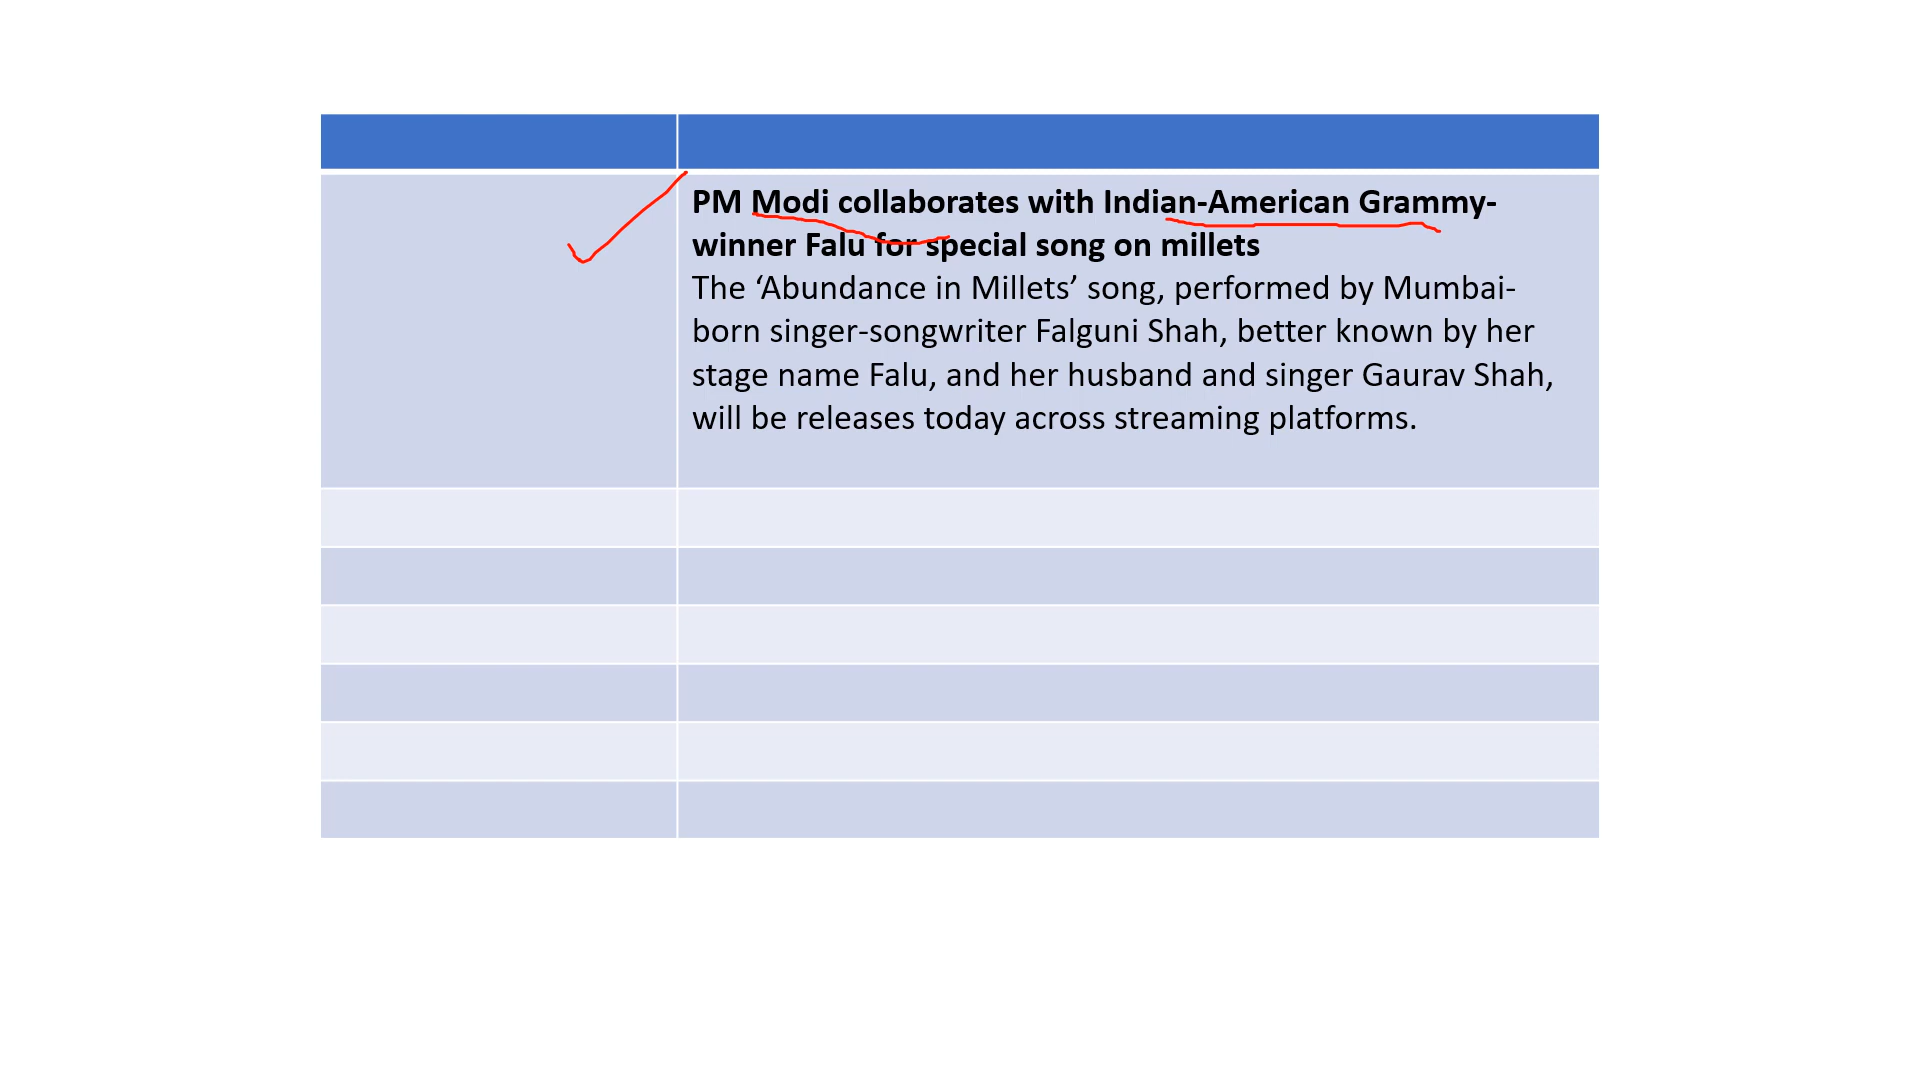 PM Modi collaborates with Indian-American Grammy-
winner Falu for special song on millets
The ‘Abundance in Millets’ song, performed by Mumbai-
born singer-songwriter Falguni Shah, better known by her
stage name Falu, and her husband and singer Gaurav Shah,
will be releases today across streaming platforms.